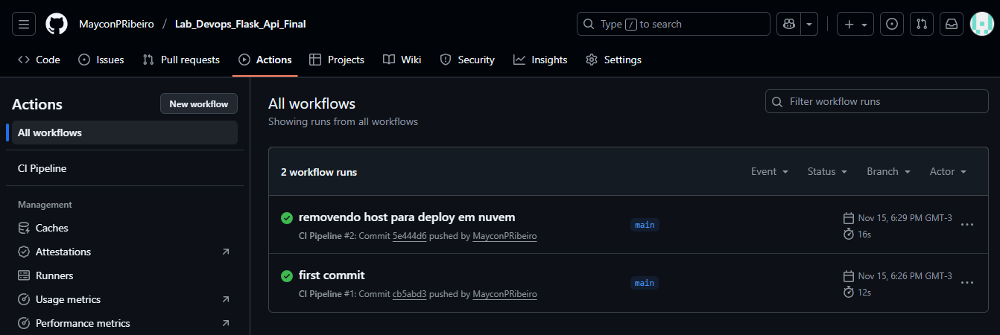 MayconPRibeiro / Lab_Devops_Flask_Api_Final
Type / to search
Code Issues Pull requests Actions Projects Wiki Security Insights Settings
Actions
New workflow
All workflows
CI Pipeline
Management
Caches
Attestations
Runners
Usage metrics
Performance metrics
All workflows
Showing runs from all workflows
Filter workflow runs
2 workflow runs
Event Status Branch Actor
removendo host para deploy em nuvem
CI Pipeline #2: Commit 5e444d6 pushed by MayconPRibeiro
main
Nov 15, 6:29 PM GMT-3
16s
first commit
CI Pipeline #1: Commit cb5abd3 pushed by MayconPRibeiro
main
Nov 15, 6:26 PM GMT-3
12s